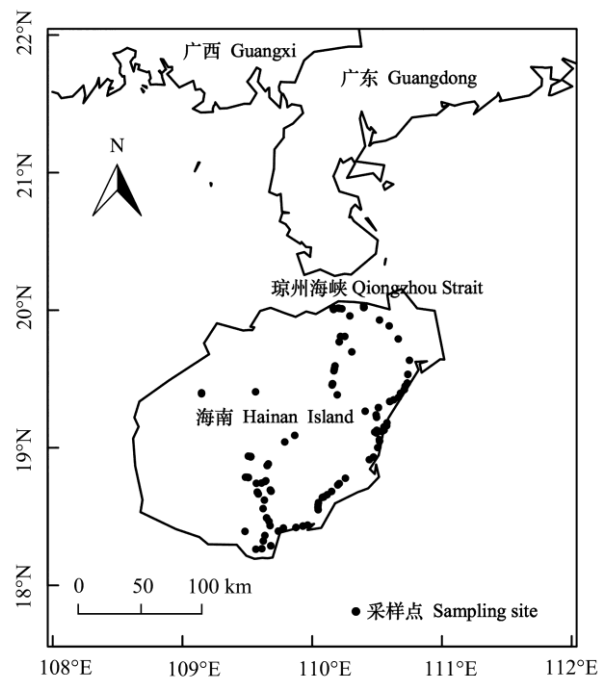 22°N
广西 Guangxi
广东 Guangdong
N
21°N
琼州海峡 Qiongzhou Strait
20°N
海南 Hainan Island
19°N
18°N
0 50 100 km
采样点 Sampling site
108°E 109°E 110°E 111°E 112°E